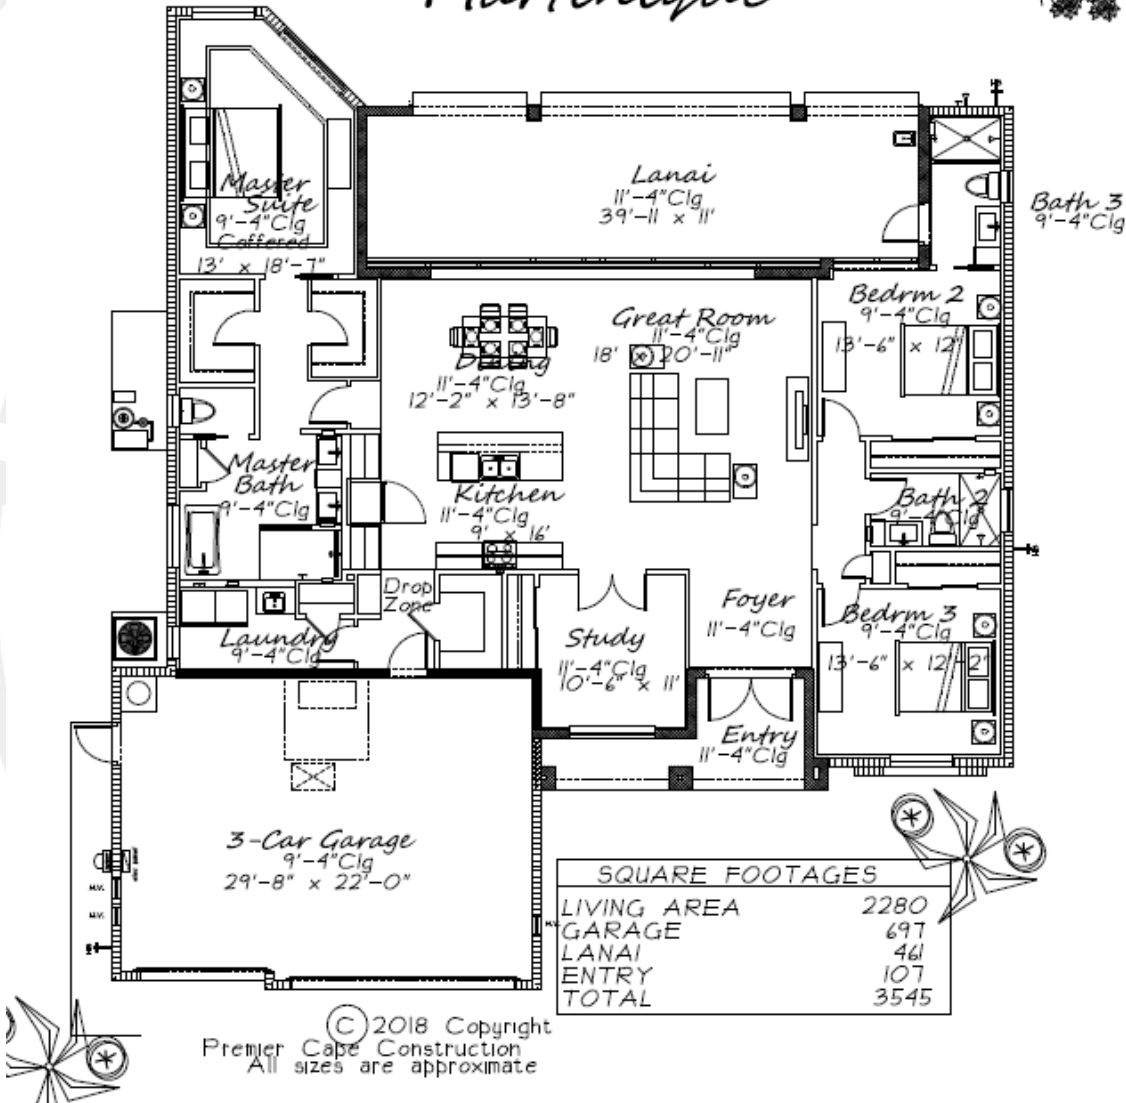 Martinique
Lanai
11'-4"Clg
39'-11 x 11'
Bath 3
9'-4"Clg
Master
Suite
9'-4"Clg
Coffered
13' x 18'-7"
Bedrm 2
9'-4"Clg
13'-6" x 12'
Great Room
11'-4"Clg
18' x 20'-11"
Dining
11'-4"Clg
12'-2" x 13'-8"
Master
Bath
9'-4"Clg
Kitchen
11'-4"Clg
9' x 16'
Bath 2
9'-4"Clg
Drop
Zone
Foyer
11'-4"Clg
Bedrm 3
9'-4"Clg
13'-6" x 12'-2"
Laundry
9'-4"Clg
Study
11'-4"Clg
10'-6" x 11'
Entry
11'-4"Clg
3-Car Garage
9'-4"Clg
29'-8" x 22'-0"
H.V.
H.V.
H.V.
SQUARE FOOTAGES
LIVING AREA 2280
GARAGE 697
LANAI 461
ENTRY 107
TOTAL 3545
© 2018 Copyright
Premier Cape Construction
All sizes are approximate